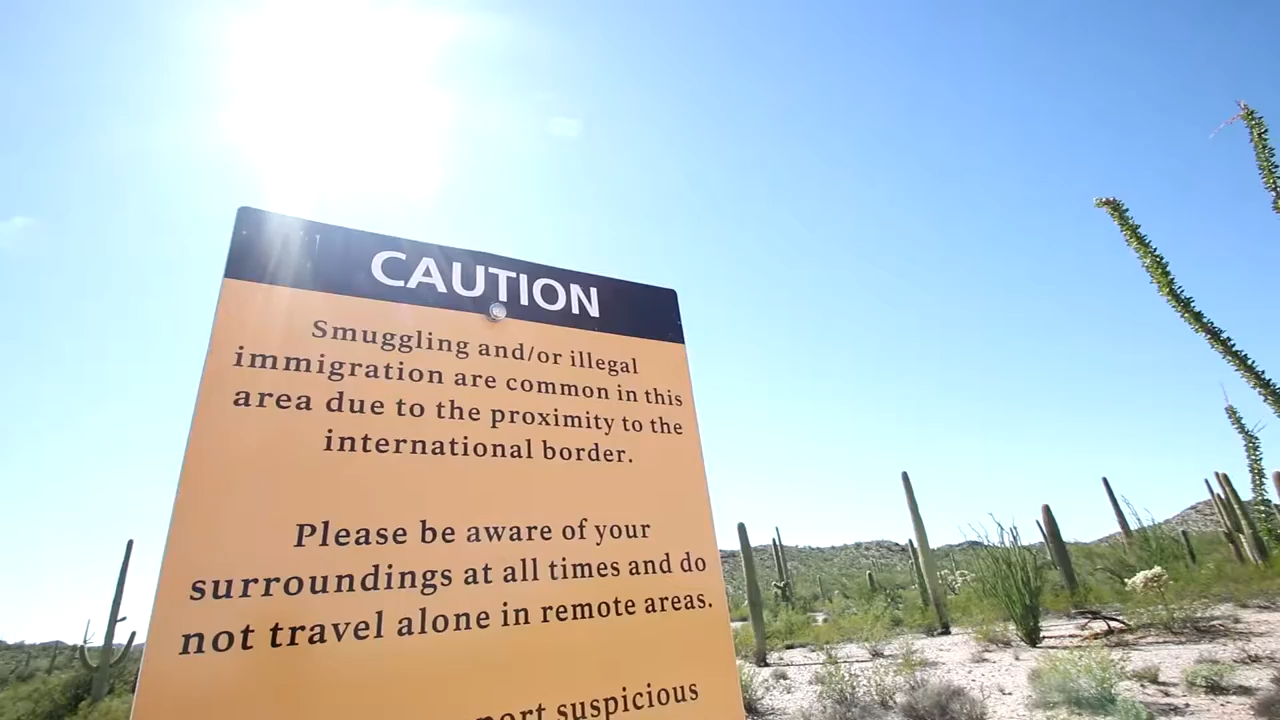 CAUTION
Smuggling and/or illegal
immigration are common in this
area due to the proximity to the
international border.
Please be aware of your
surroundings at all times and do
not travel alone in remote areas.
suspicious